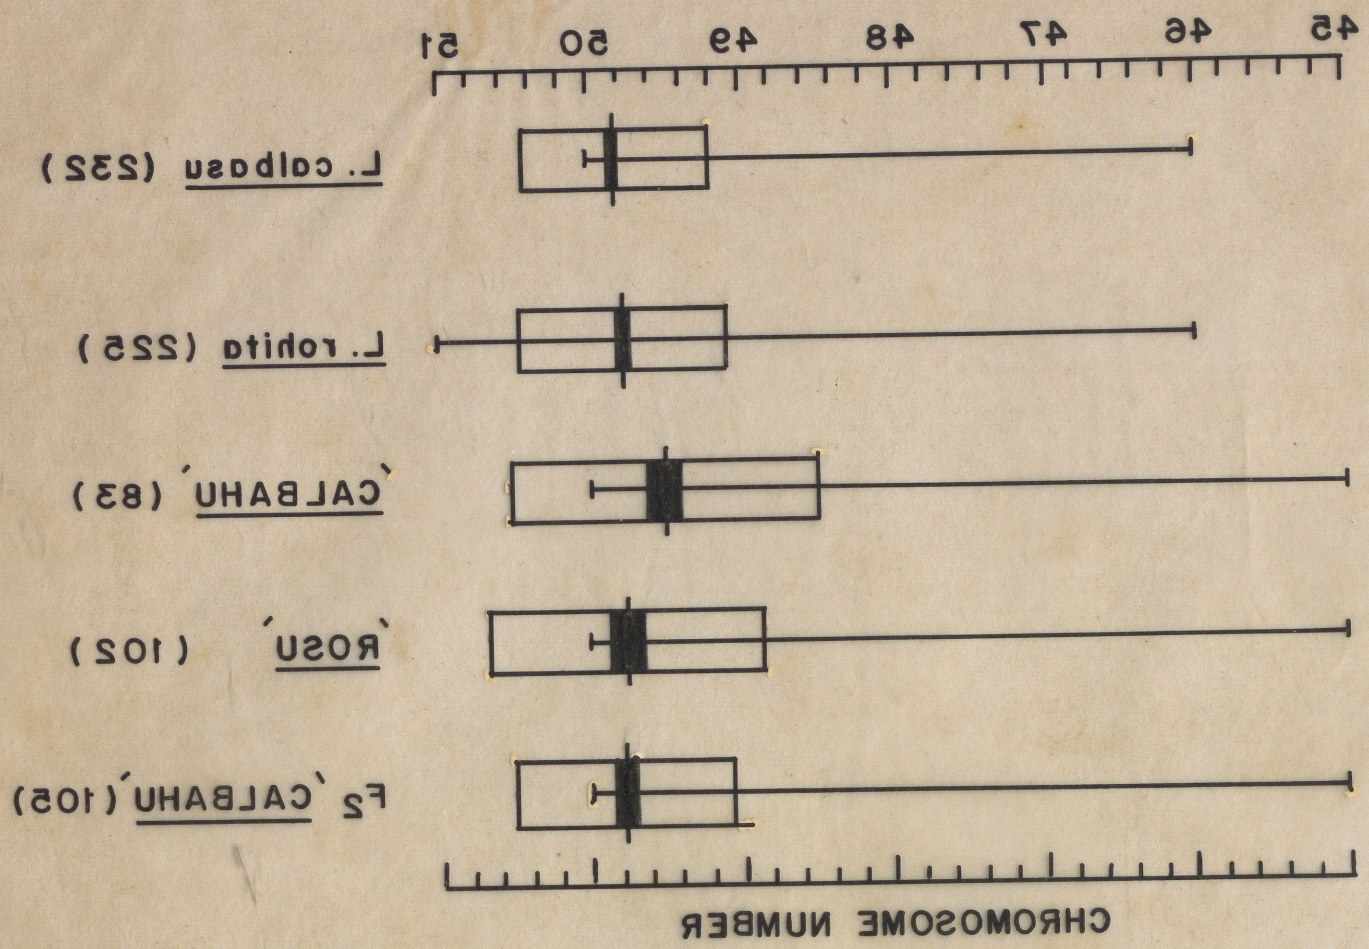 45 46 47 48 49 50 51
L. calbasu (232)
L. rohita (225)
'CALBAHU' (83)
'ROSU' (102)
F2 'CALBAHU' (105)
CHROMOSOME NUMBER